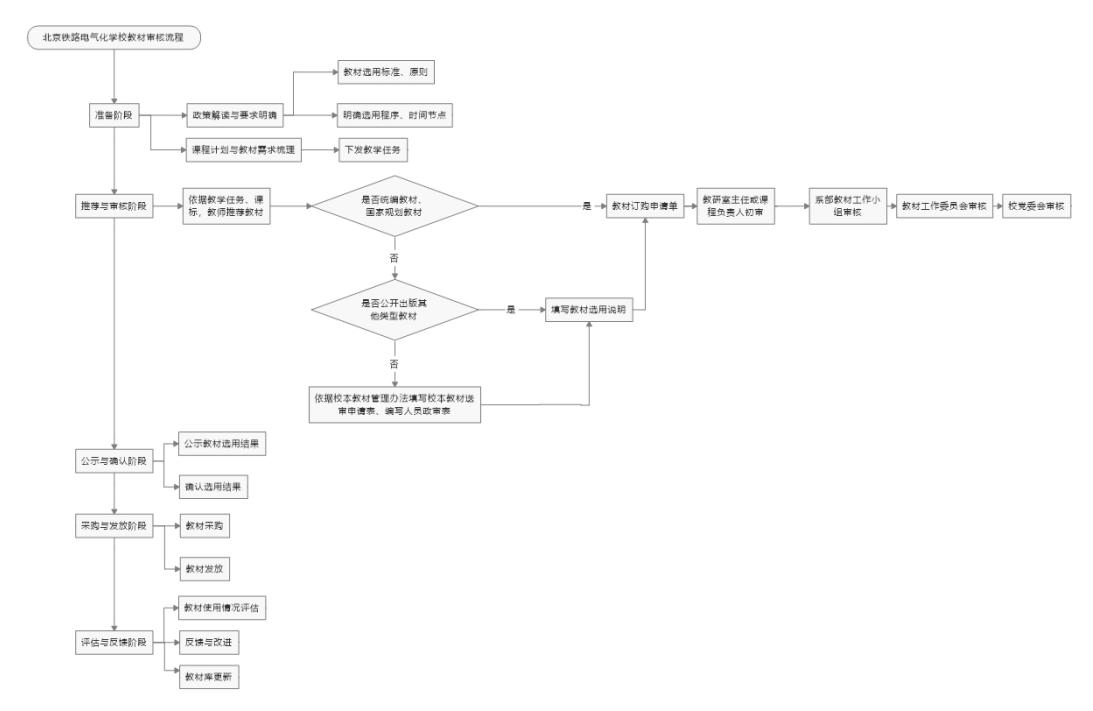 北京铁路电气化学校教材审核流程
教材选用标准、原则
准备阶段
政策解读与要求明确
明确选用程序、时间节点
课程计划与教材需求梳理
下发教学任务
推荐与审核阶段
依据教学任务、课
标，教师推荐教材
是否统编教材、
国家规划教材
是
教材订购申请单
教研室主任或课
程负责人初审
系部教材工作小
组审核
教材工作委员会审核
校党委会审核
否
是否公开出版其
他类型教材
是
填写教材选用说明
否
依据校本教材管理办法填写校本教材送
审申请表、编写人员政审表
公示与确认阶段
公示教材选用结果
确认选用结果
采购与发放阶段
教材采购
教材发放
评估与反馈阶段
教材使用情况评估
反馈与改进
教材库更新